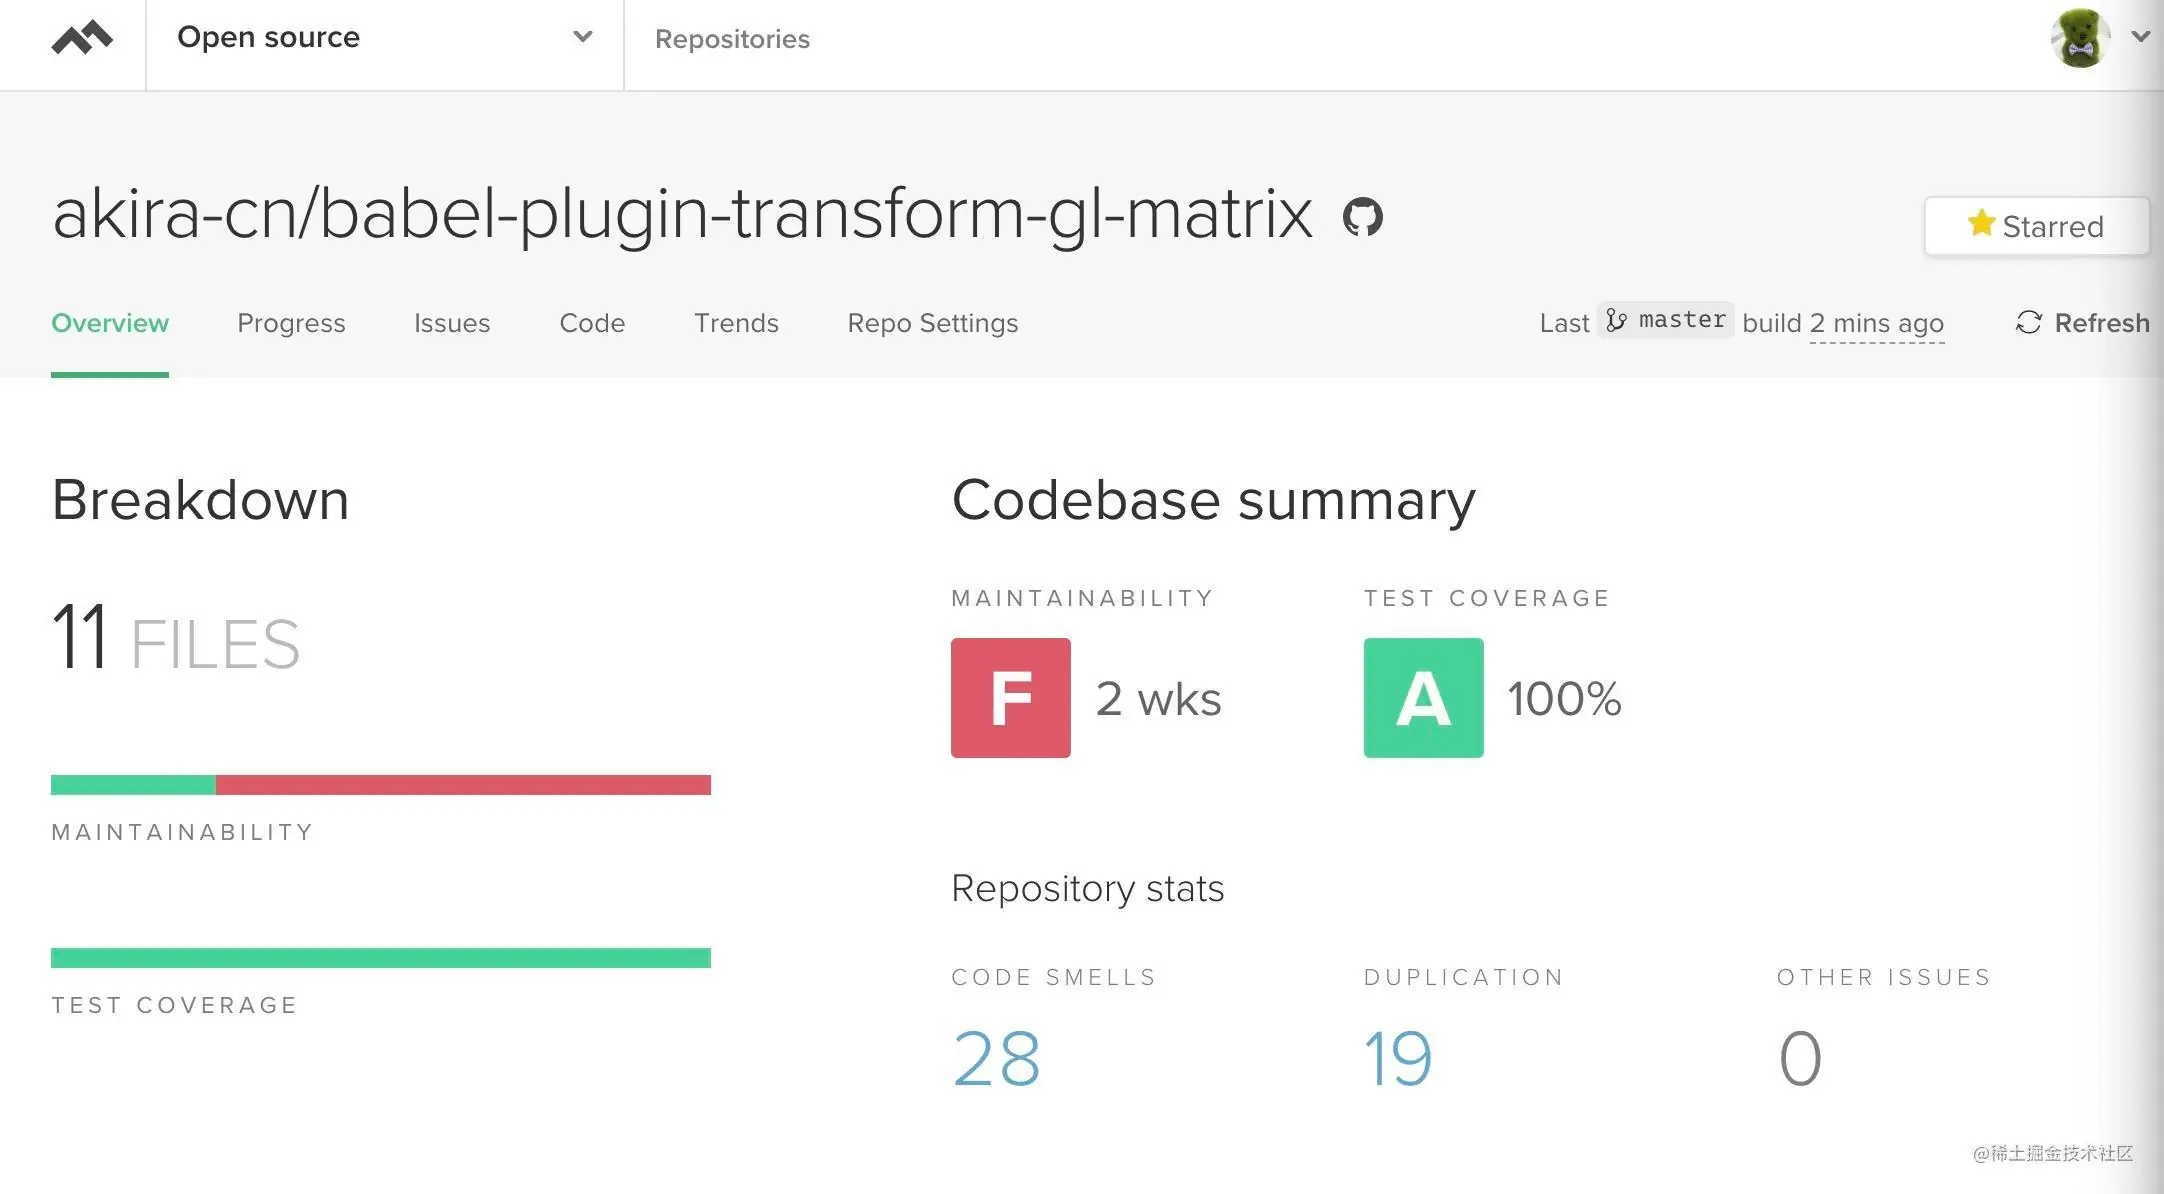 Open source
Repositories
akira-cn/babel-plugin-transform-gl-matrix
Starred
Overview
Progress
Issues
Code
Trends
Repo Settings
Last master build 2 mins ago
Refresh
Breakdown
11 FILES
MAINTAINABILITY
TEST COVERAGE
Codebase summary
MAINTAINABILITY
F 2 wks
TEST COVERAGE
A 100%
Repository stats
CODE SMELLS
28
DUPLICATION
19
OTHER ISSUES
0
@稀土掘金技术社区